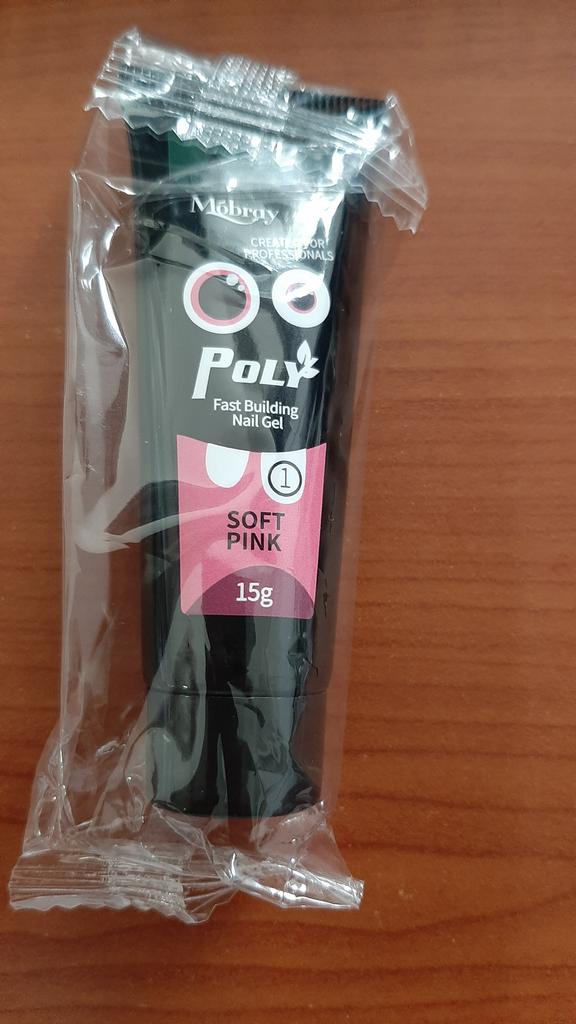 Mobray
CREATED FOR
PROFESSIONALS
POLY
Fast Building
Nail Gel
1
SOFT
PINK
15g